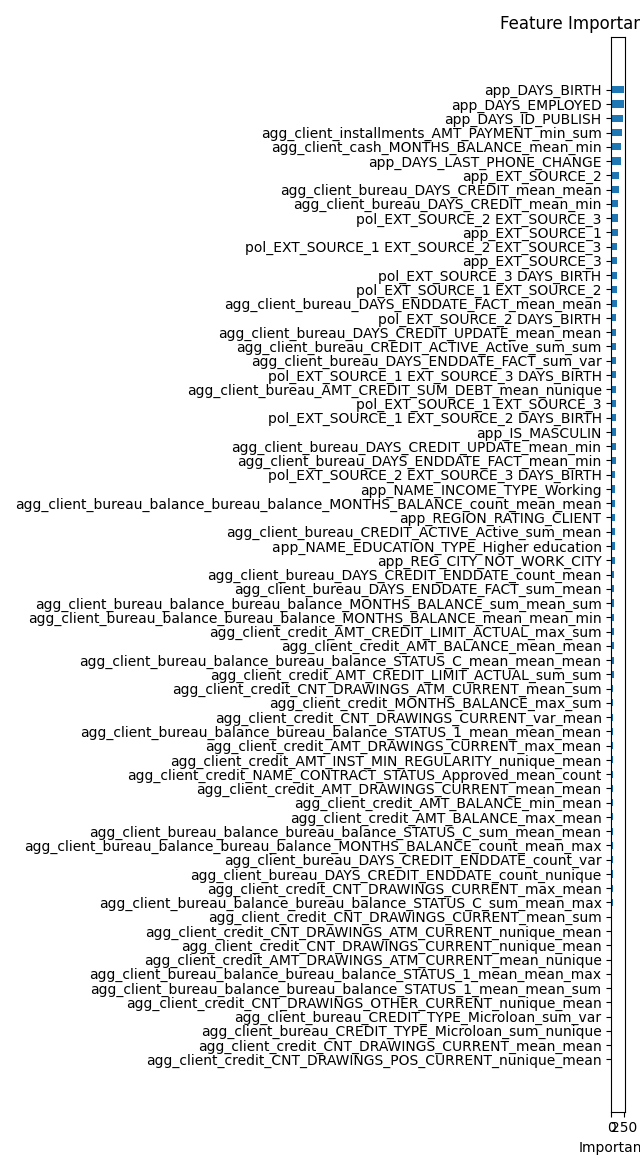 Feature Importan
app_DAYS_BIRTH
app_DAYS_EMPLOYED
app_DAYS_ID_PUBLISH
agg_client_installments_AMT_PAYMENT_min_sum
agg_client_cash_MONTHS_BALANCE_mean_min
app_DAYS_LAST_PHONE_CHANGE
app_EXT_SOURCE_2
agg_client_bureau_DAYS_CREDIT_mean_mean
agg_client_bureau_DAYS_CREDIT_mean_min
pol_EXT_SOURCE_2 EXT_SOURCE_3
app_EXT_SOURCE_1
pol_EXT_SOURCE_1 EXT_SOURCE_2 EXT_SOURCE_3
app_EXT_SOURCE_3
pol_EXT_SOURCE_3 DAYS_BIRTH
pol_EXT_SOURCE_1 EXT_SOURCE_2
agg_client_bureau_DAYS_ENDDATE_FACT_mean_mean
pol_EXT_SOURCE_2 DAYS_BIRTH
agg_client_bureau_DAYS_CREDIT_UPDATE_mean_mean
agg_client_bureau_CREDIT_ACTIVE_Active_sum_sum
agg_client_bureau_DAYS_ENDDATE_FACT_sum_var
pol_EXT_SOURCE_1 EXT_SOURCE_3 DAYS_BIRTH
agg_client_bureau_AMT_CREDIT_SUM_DEBT_mean_nunique
pol_EXT_SOURCE_1 EXT_SOURCE_3
pol_EXT_SOURCE_1 EXT_SOURCE_2 DAYS_BIRTH
app_IS_MASCULIN
agg_client_bureau_DAYS_CREDIT_UPDATE_mean_min
agg_client_bureau_DAYS_ENDDATE_FACT_mean_min
pol_EXT_SOURCE_2 EXT_SOURCE_3 DAYS_BIRTH
app_NAME_INCOME_TYPE_Working
agg_client_bureau_balance_bureau_balance_MONTHS_BALANCE_count_mean_mean
app_REGION_RATING_CLIENT
agg_client_bureau_CREDIT_ACTIVE_Active_sum_mean
app_NAME_EDUCATION_TYPE_Higher education
app_REG_CITY_NOT_WORK_CITY
agg_client_bureau_DAYS_CREDIT_ENDDATE_count_mean
agg_client_bureau_DAYS_ENDDATE_FACT_sum_mean
agg_client_bureau_balance_bureau_balance_MONTHS_BALANCE_sum_mean_sum
agg_client_bureau_balance_bureau_balance_MONTHS_BALANCE_mean_mean_min
agg_client_credit_AMT_CREDIT_LIMIT_ACTUAL_max_sum
agg_client_credit_AMT_BALANCE_mean_mean
agg_client_bureau_balance_bureau_balance_STATUS_C_mean_mean_mean
agg_client_credit_AMT_CREDIT_LIMIT_ACTUAL_sum_sum
agg_client_credit_CNT_DRAWINGS_ATM_CURRENT_mean_sum
agg_client_credit_MONTHS_BALANCE_max_sum
agg_client_credit_CNT_DRAWINGS_CURRENT_var_mean
agg_client_bureau_balance_bureau_balance_STATUS_1_mean_mean_mean
agg_client_credit_AMT_DRAWINGS_CURRENT_max_mean
agg_client_credit_AMT_INST_MIN_REGULARITY_nunique_mean
agg_client_credit_NAME_CONTRACT_STATUS_Approved_mean_count
agg_client_credit_AMT_DRAWINGS_CURRENT_mean_mean
agg_client_credit_AMT_BALANCE_min_mean
agg_client_credit_AMT_BALANCE_max_mean
agg_client_bureau_balance_bureau_balance_STATUS_C_sum_mean_mean
agg_client_bureau_balance_bureau_balance_MONTHS_BALANCE_count_mean_max
agg_client_bureau_DAYS_CREDIT_ENDDATE_count_var
agg_client_bureau_DAYS_CREDIT_ENDDATE_count_nunique
agg_client_credit_CNT_DRAWINGS_CURRENT_max_mean
agg_client_bureau_balance_bureau_balance_STATUS_C_sum_mean_max
agg_client_credit_CNT_DRAWINGS_CURRENT_mean_sum
agg_client_credit_CNT_DRAWINGS_ATM_CURRENT_nunique_mean
agg_client_credit_CNT_DRAWINGS_CURRENT_nunique_mean
agg_client_credit_AMT_DRAWINGS_ATM_CURRENT_mean_nunique
agg_client_bureau_balance_bureau_balance_STATUS_1_mean_mean_max
agg_client_bureau_balance_bureau_balance_STATUS_1_mean_mean_sum
agg_client_credit_CNT_DRAWINGS_OTHER_CURRENT_nunique_mean
agg_client_bureau_CREDIT_TYPE_Microloan_sum_var
agg_client_bureau_CREDIT_TYPE_Microloan_sum_nunique
agg_client_credit_CNT_DRAWINGS_CURRENT_mean_mean
agg_client_credit_CNT_DRAWINGS_POS_CURRENT_nunique_mean
0 250
Importan